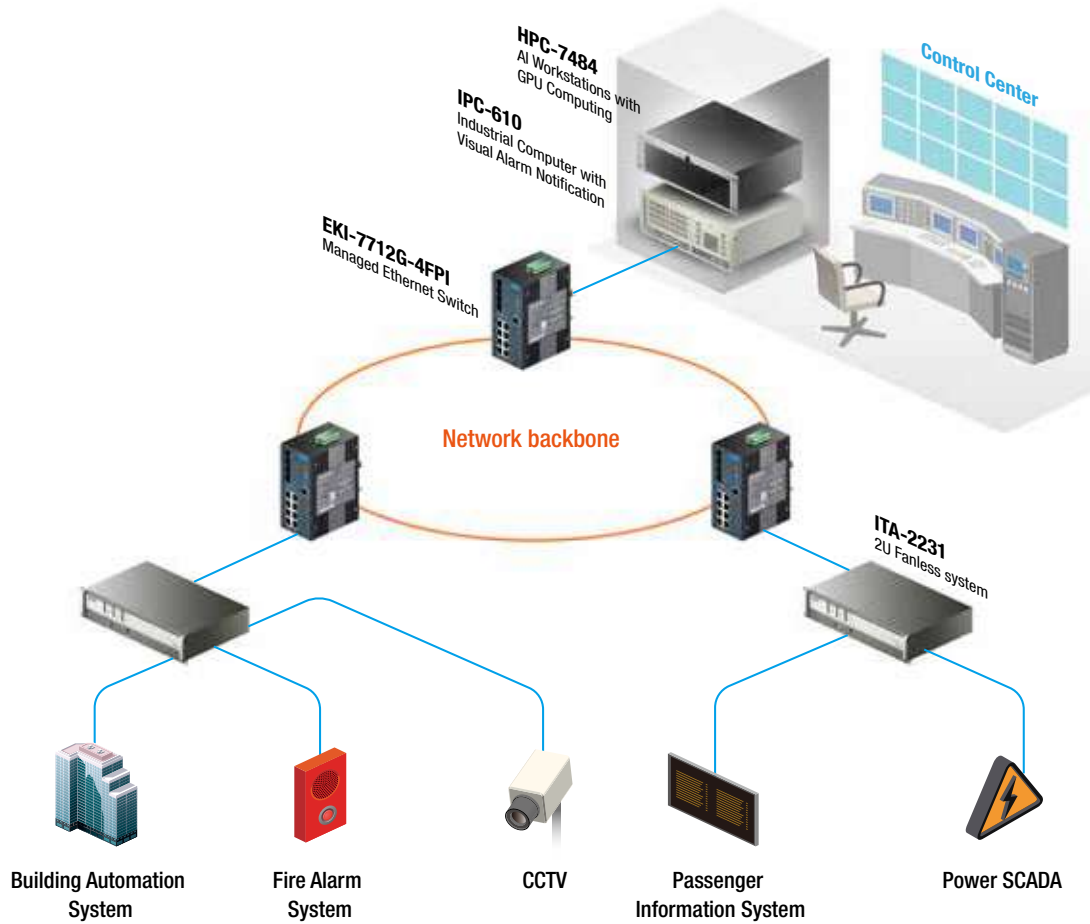 HPC-7484
AI Workstations with
GPU Computing
IPC-610
Industrial Computer with
Visual Alarm Notification
Control Center
EKI-7712G-4FPI
Managed Ethernet Switch
Network backbone
ITA-2231
2U Fanless system
Building Automation
System
Fire Alarm
System
CCTV
Passenger
Information System
Power SCADA